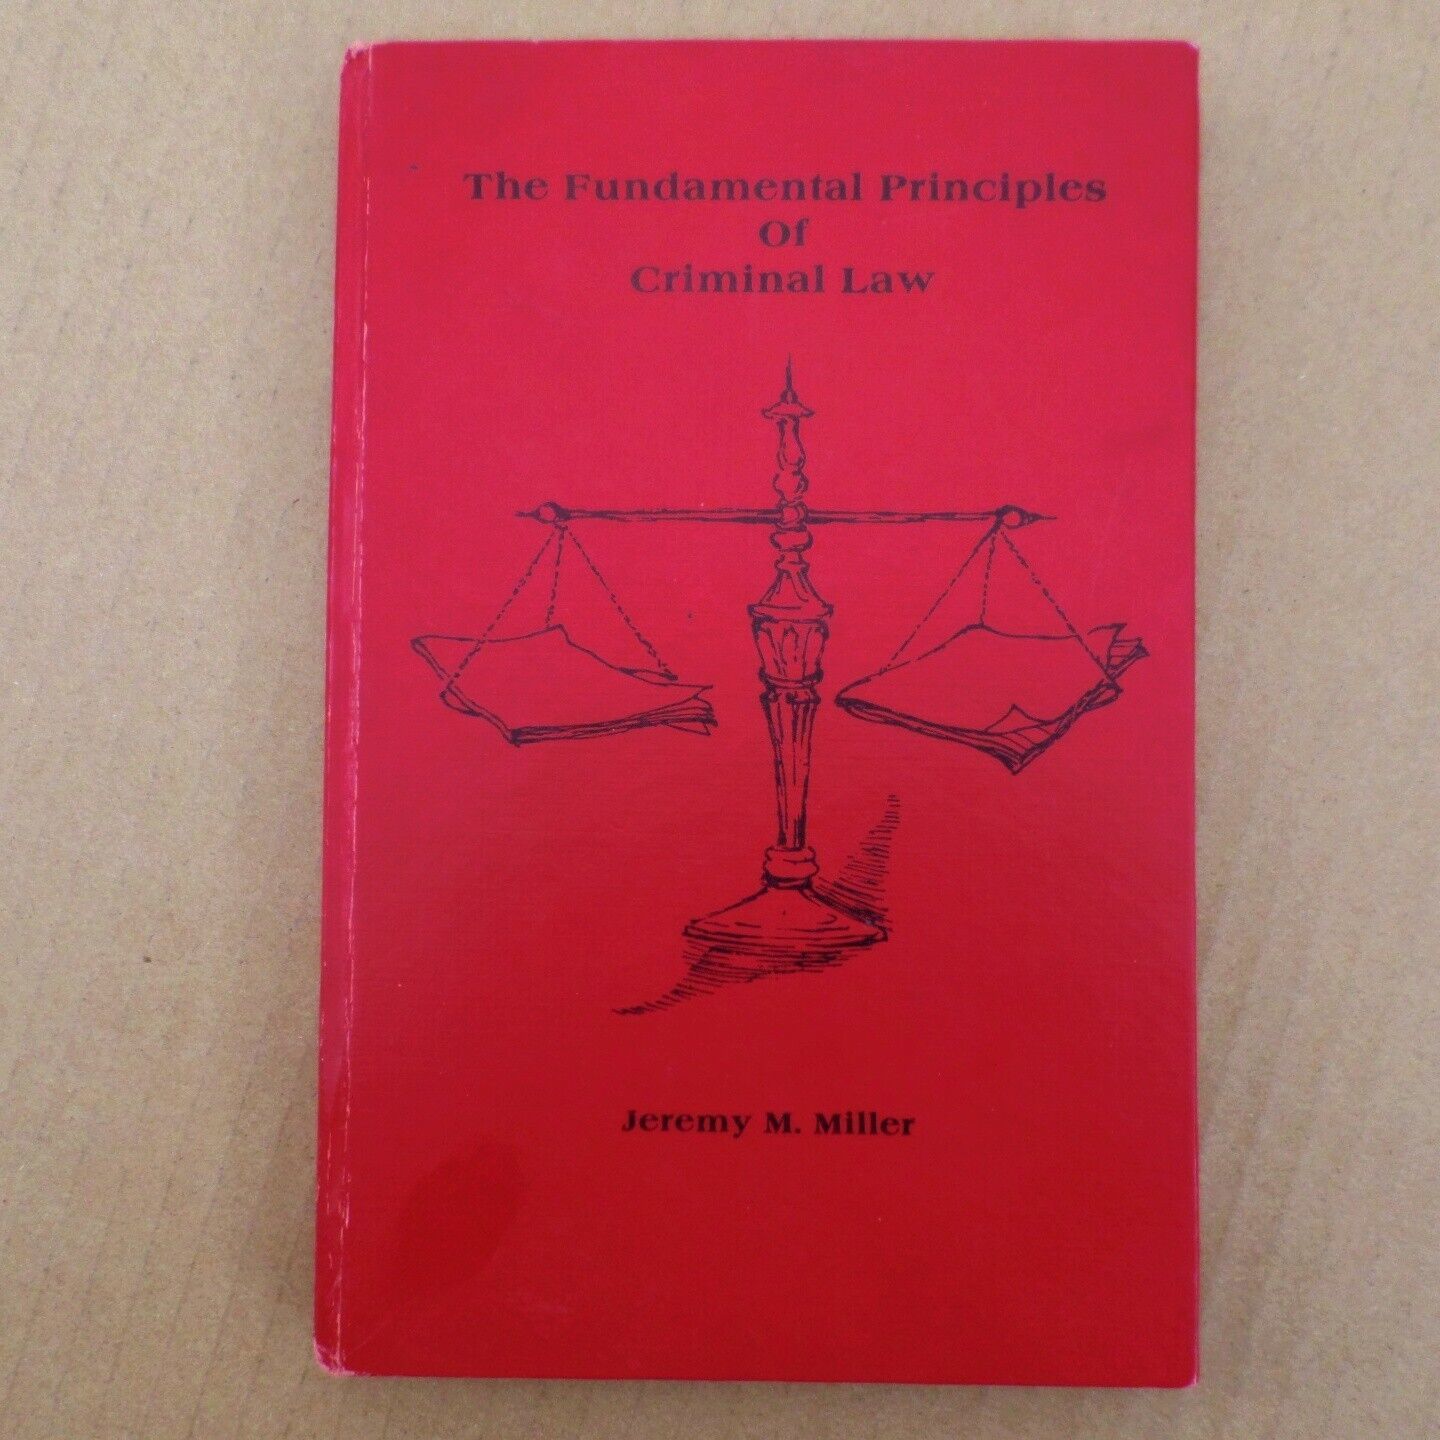 The Fundamental Principles
Of
Criminal Law
Jeremy M. Miller